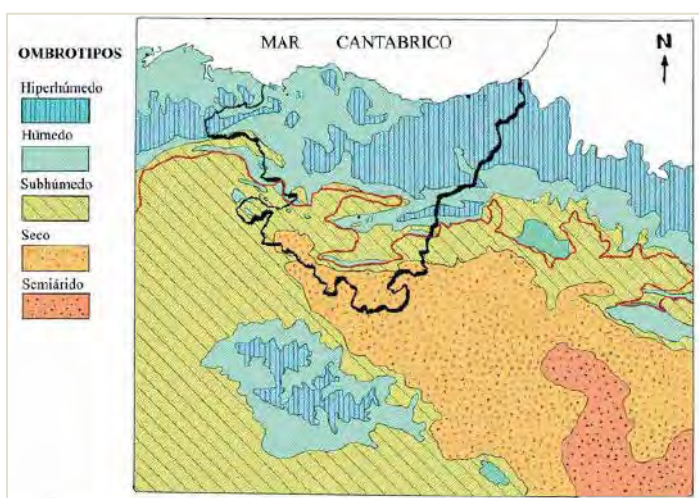 MAR CANTABRICO
N
OMBROTIPOS
Hiperhúmedo
Húmedo
Subhúmedo
Seco
Semiárido